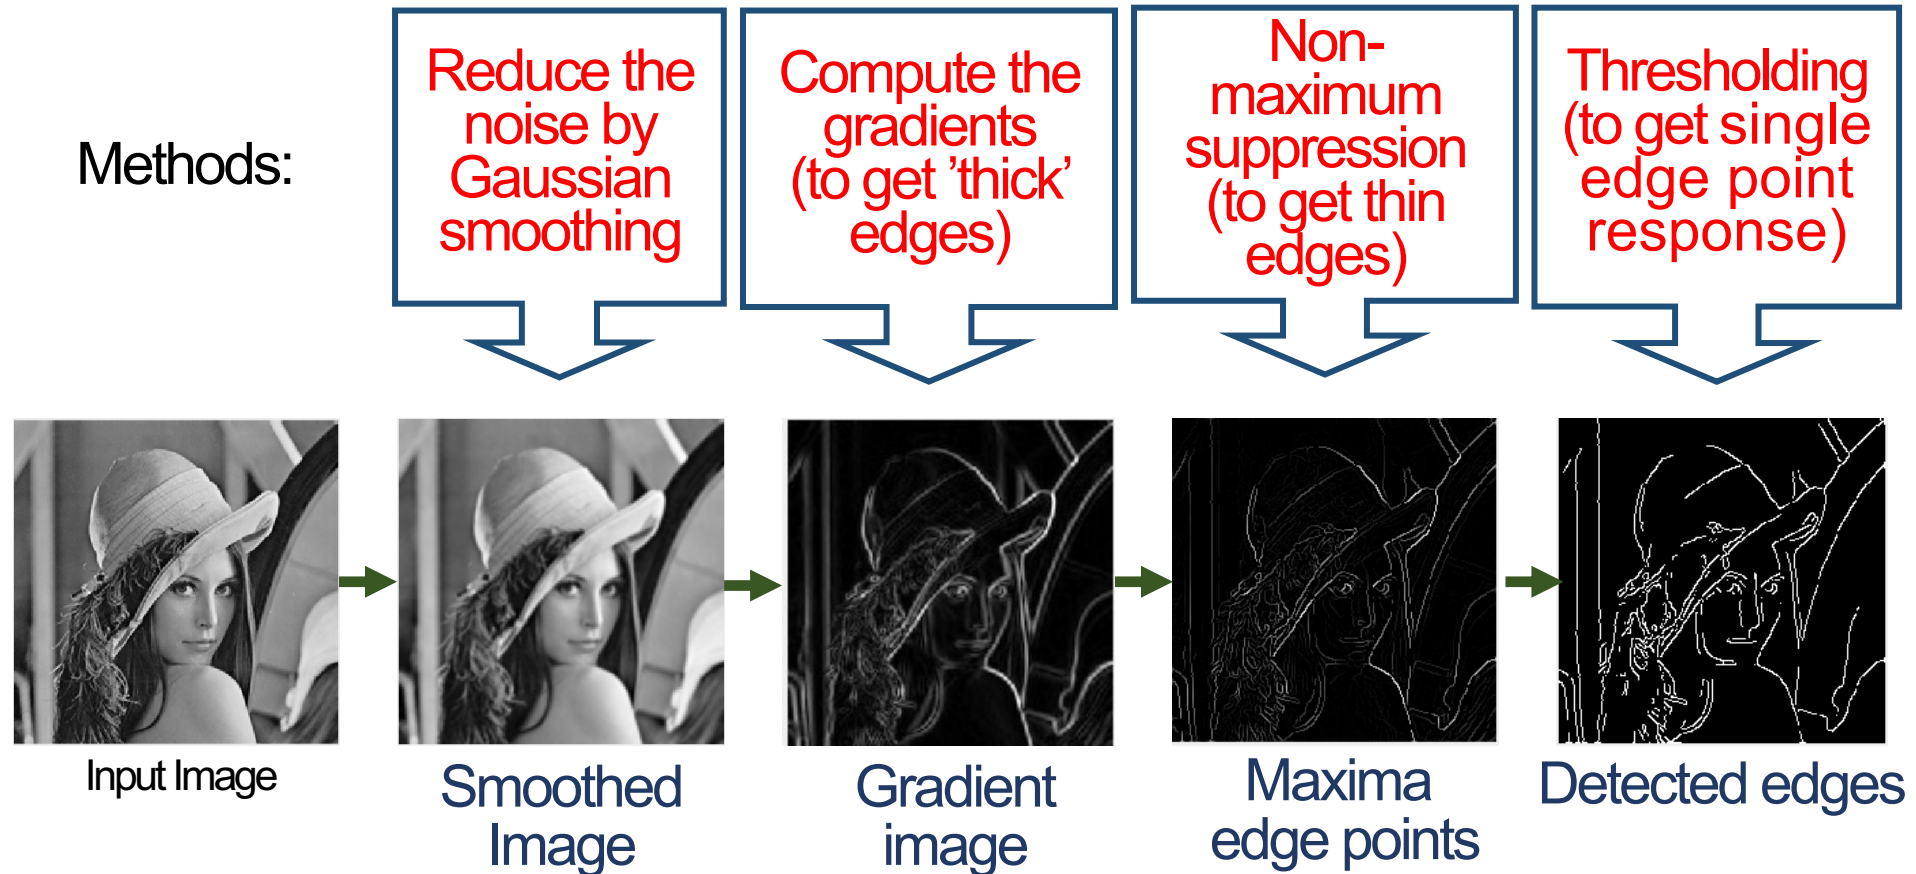 Methods:
Reduce the
noise by
Gaussian
smoothing
Compute the
gradients
(to get ’thick’
edges)
Non-
maximum
suppression
(to get thin
edges)
Thresholding
(to get single
edge point
response)
Input Image
Smoothed
Image
Gradient
image
Maxima
edge points
Detected edges